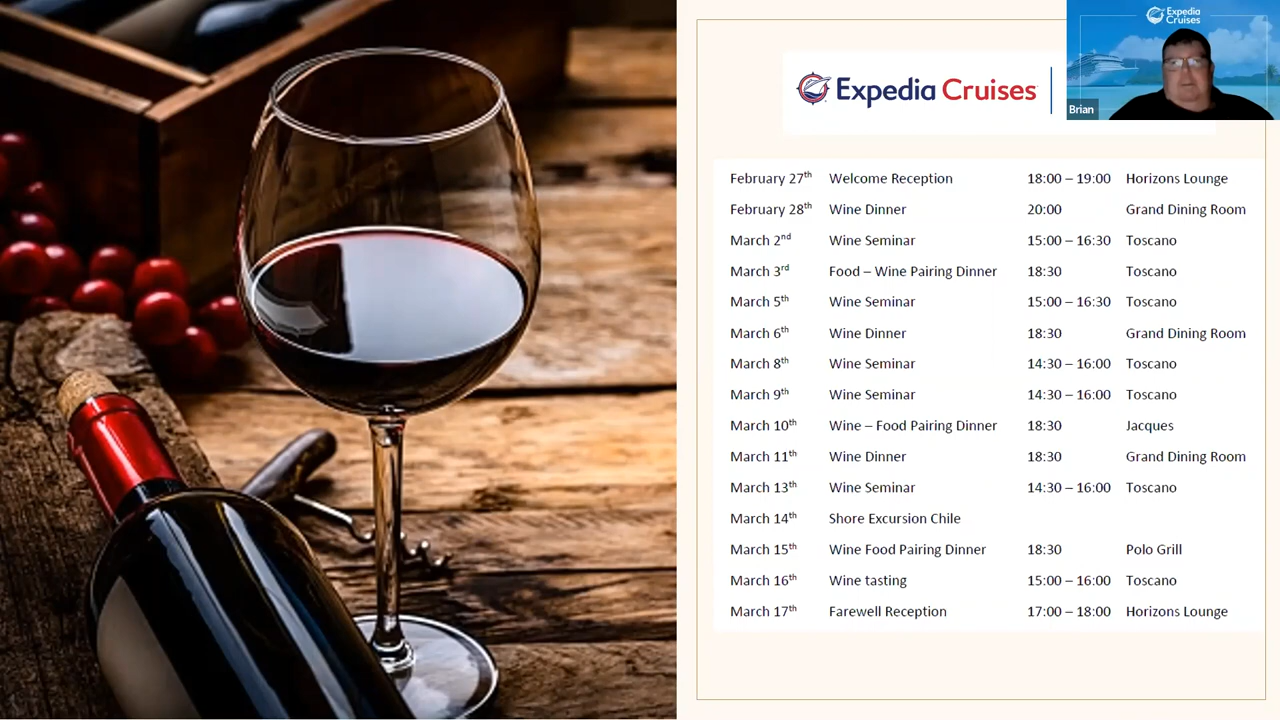 Expedia Cruises
Expedia
Cruises
Brian
February 27th Welcome Reception 18:00 – 19:00 Horizons Lounge
February 28th Wine Dinner 20:00 Grand Dining Room
March 2nd Wine Seminar 15:00 – 16:30 Toscano
March 3rd Food – Wine Pairing Dinner 18:30 Toscano
March 5th Wine Seminar 15:00 – 16:30 Toscano
March 6th Wine Dinner 18:30 Grand Dining Room
March 8th Wine Seminar 14:30 – 16:00 Toscano
March 9th Wine Seminar 14:30 – 16:00 Toscano
March 10th Wine – Food Pairing Dinner 18:30 Jacques
March 11th Wine Dinner 18:30 Grand Dining Room
March 13th Wine Seminar 14:30 – 16:00 Toscano
March 14th Shore Excursion Chile
March 15th Wine Food Pairing Dinner 18:30 Polo Grill
March 16th Wine tasting 15:00 – 16:00 Toscano
March 17th Farewell Reception 17:00 – 18:00 Horizons Lounge